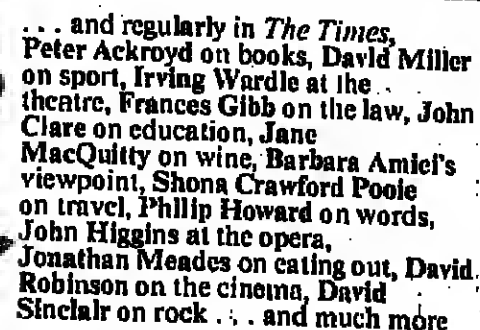 . . . and regularly in The Times,
Peter Ackroyd on books, David Miller
on sport, Irving Wardle at the
theatre, Frances Gibb on the law, John
Clare on education, Jane
MacQuitty on wine, Barbara Amiel's
viewpoint, Shona Crawford Poole
on travel, Philip Howard on words,
John Higgins at the opera,
Jonathan Meades on eating out, David
Robinson on the cinema, David
Sinclair on rock . . . and much more